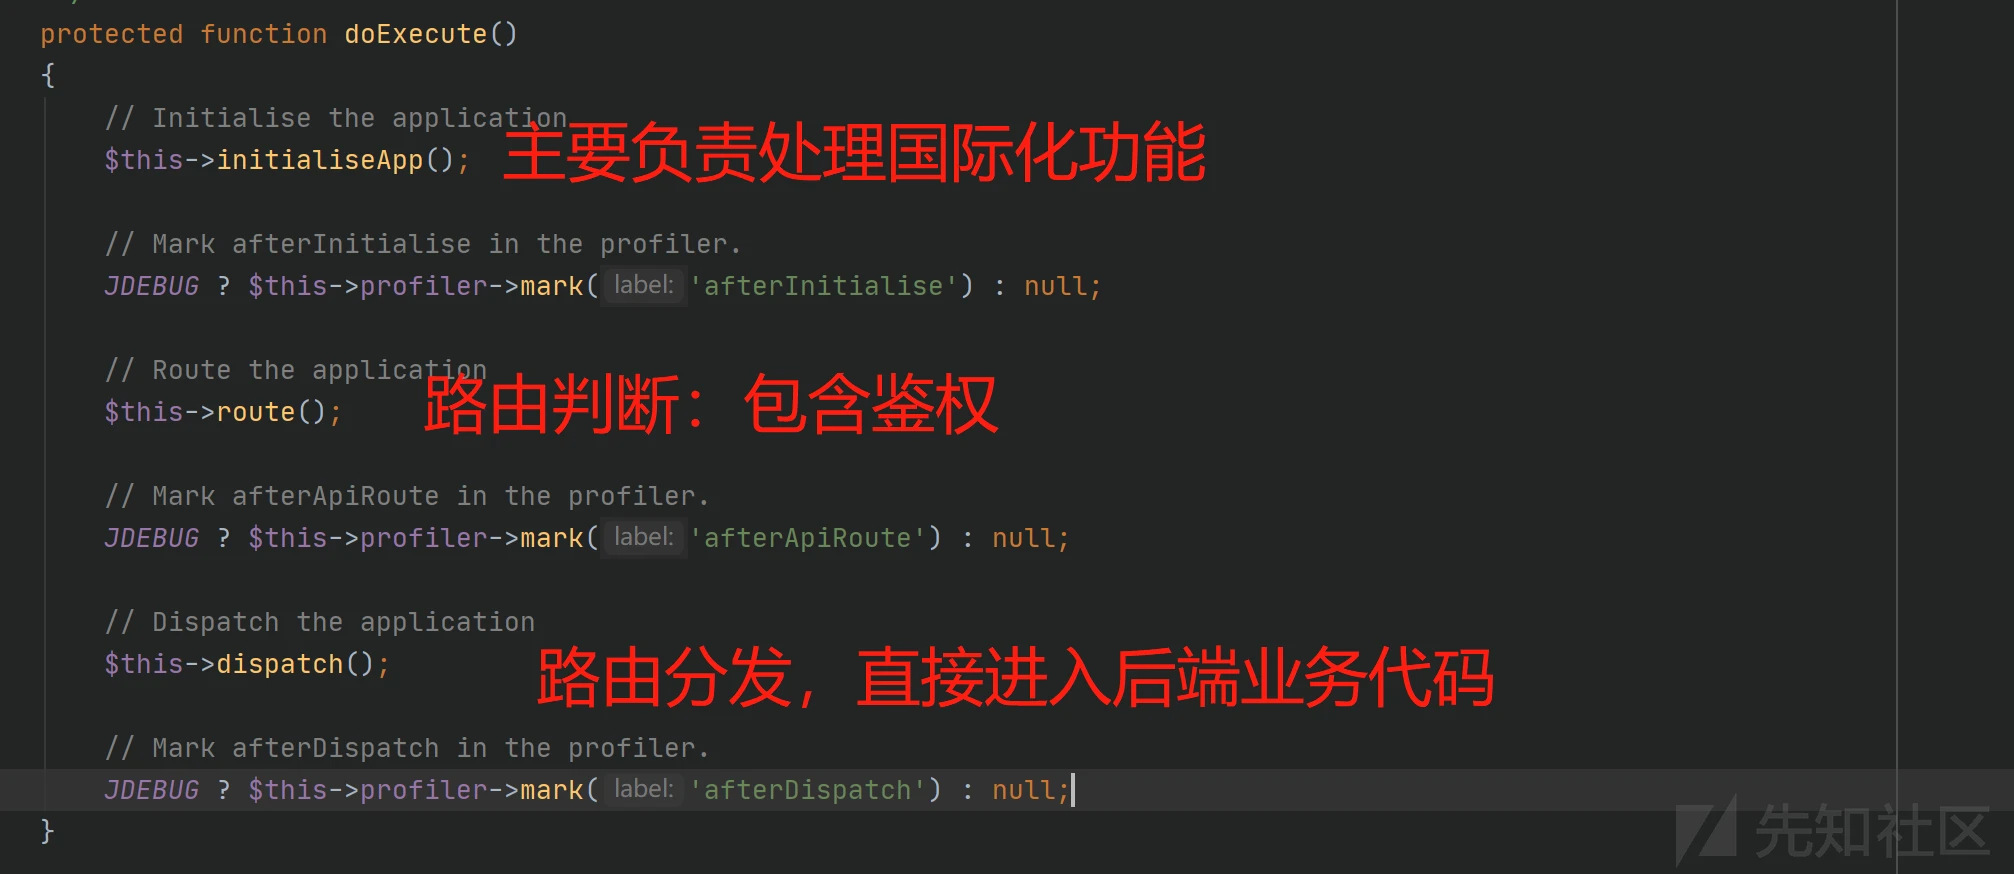 protected function doExecute()
{
// Initialise the application
$this->initialiseApp();
主要负责处理国际化功能
// Mark afterInitialise in the profiler.
JDEBUG ? $this->profiler->mark( label: 'afterInitialise') : null;
// Route the application
$this->route();
路由判断：包含鉴权
// Mark afterApiRoute in the profiler.
JDEBUG ? $this->profiler->mark( label: 'afterApiRoute') : null;
// Dispatch the application
$this->dispatch();
路由分发，直接进入后端业务代码
// Mark afterDispatch in the profiler.
JDEBUG ? $this->profiler->mark( label: 'afterDispatch') : null;
}
先知社区